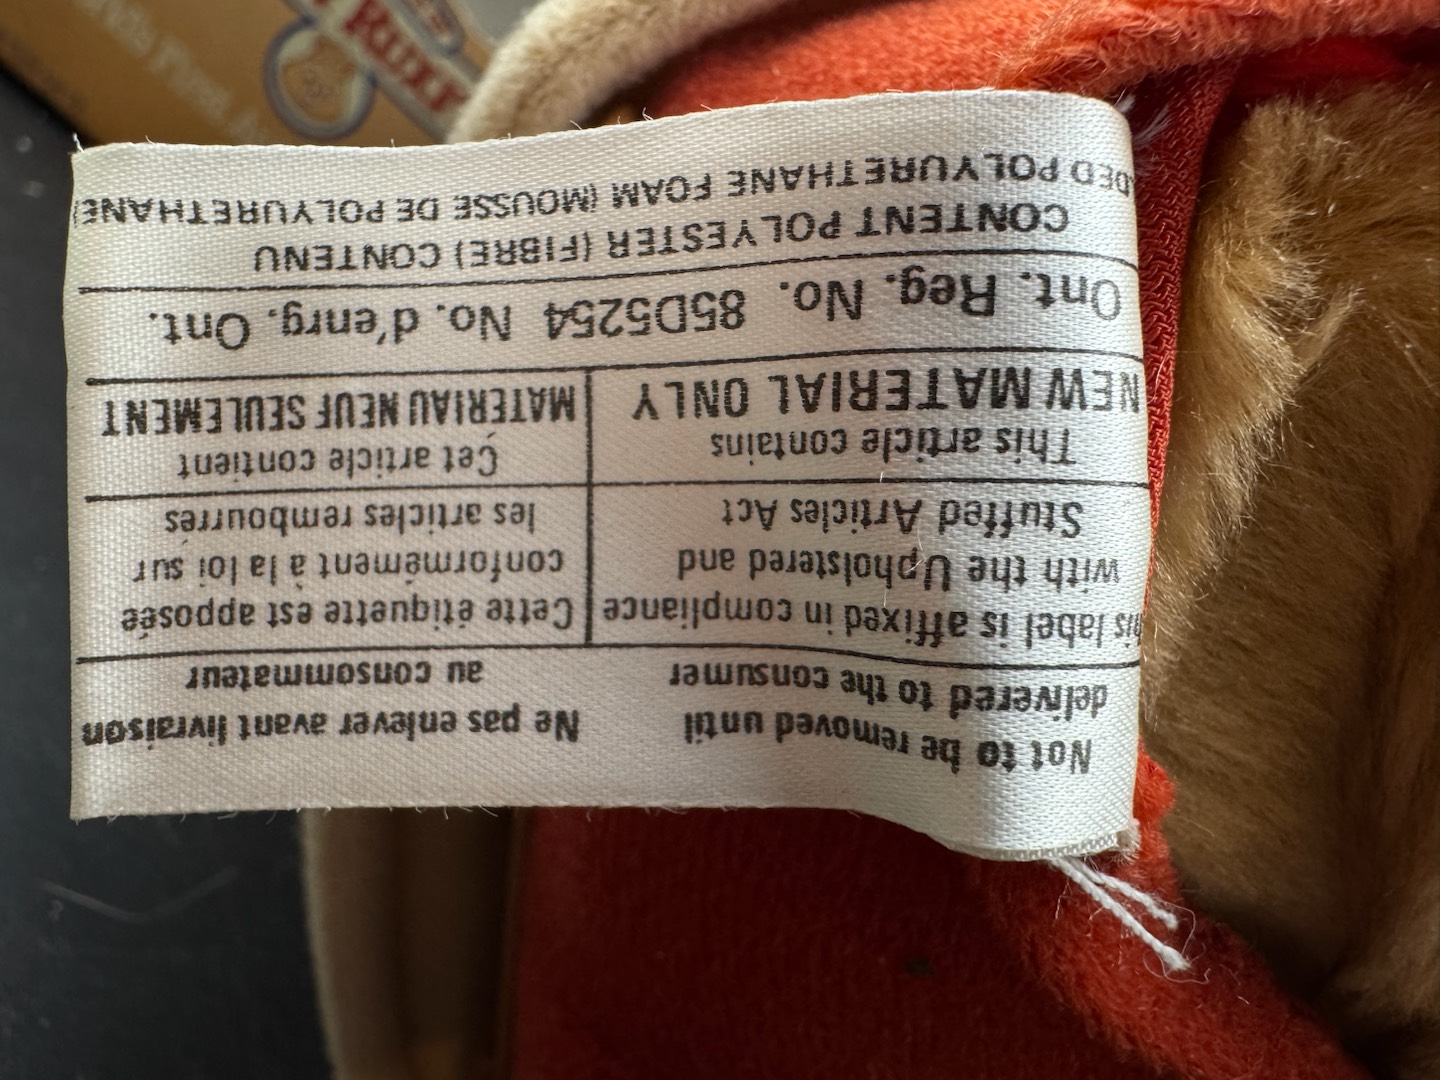 Not to be removed until
delivered to the consumer
Ne pas enlever avant livraison
au consommateur
his label is affixed in compliance
with the Upholstered and
Stuffed Articles Act
Cette étiquette est apposée
conformément à la loi sur
les articles rembourrés
This article contains
NEW MATERIAL ONLY
Cet article contient
MATERIAU NEUF SEULEMENT
Ont. Reg. No. 85D5254 No. d'enrg. Ont.
CONTENT POLYESTER (FIBRE) CONTENU
DED POLYURETHANE FOAM (MOUSSE DE POLYURETHANE)